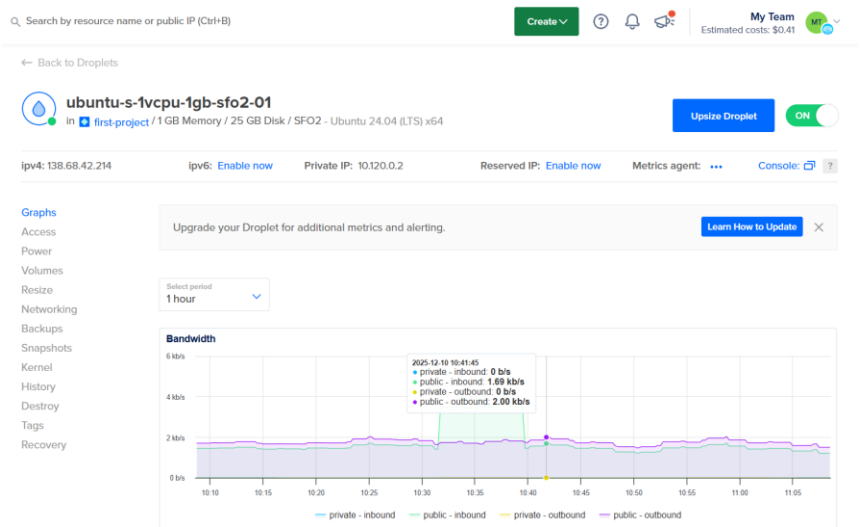 Search by resource name or public IP (Ctrl+B)
Create
?
My Team
Estimated costs: $0.41
MT
← Back to Droplets
ubuntu-s-1vcpu-1gb-sfo2-01
in first-project / 1 GB Memory / 25 GB Disk / SFO2 - Ubuntu 24.04 (LTS) x64
Upsize Droplet
ON
ipv4: 138.68.42.214
ipv6: Enable now
Private IP: 10.120.0.2
Reserved IP: Enable now
Metrics agent: •••
Console: ?
Graphs
Access
Power
Volumes
Resize
Networking
Backups
Snapshots
Kernel
History
Destroy
Tags
Recovery
Upgrade your Droplet for additional metrics and alerting.
Learn How to Update
Select period
1 hour
Bandwidth
6 kb/s
4 kb/s
2 kb/s
0 b/s
2025-12-10 10:41:45
private - inbound: 0 b/s
public - inbound: 1.69 kb/s
private - outbound: 0 b/s
public - outbound: 2.00 kb/s
10:10 10:15 10:20 10:25 10:30 10:35 10:40 10:45 10:50 10:55 11:00 11:05
private - inbound public - inbound private - outbound public - outbound